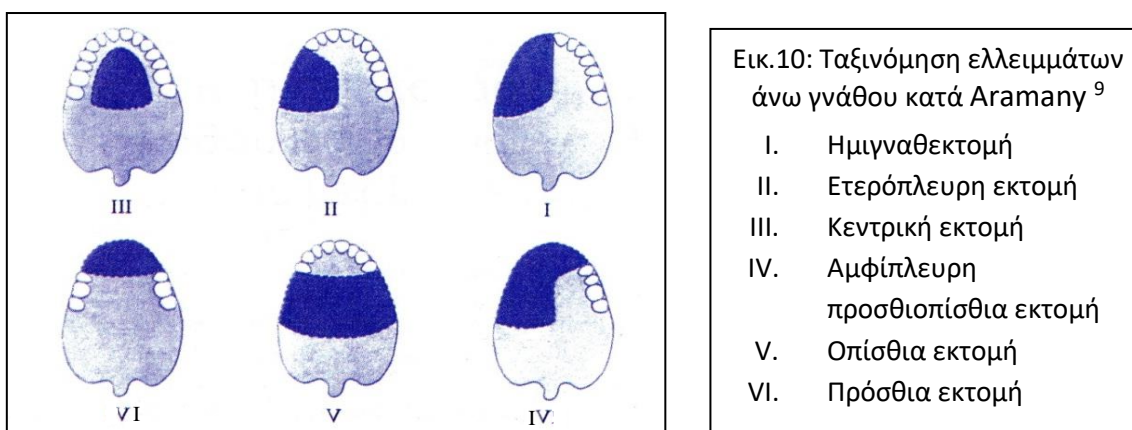 III II I
VI V IV
Εικ.10: Ταξινόμηση ελλειμμάτων
άνω γνάθου κατά Aramany 9
I. Ημιγναθεκτομή
II. Ετερόπλευρη εκτομή
III. Κεντρική εκτομή
IV. Αμφίπλευρη
προσθιοπίσθια εκτομή
V. Οπίσθια εκτομή
VI. Πρόσθια εκτομή